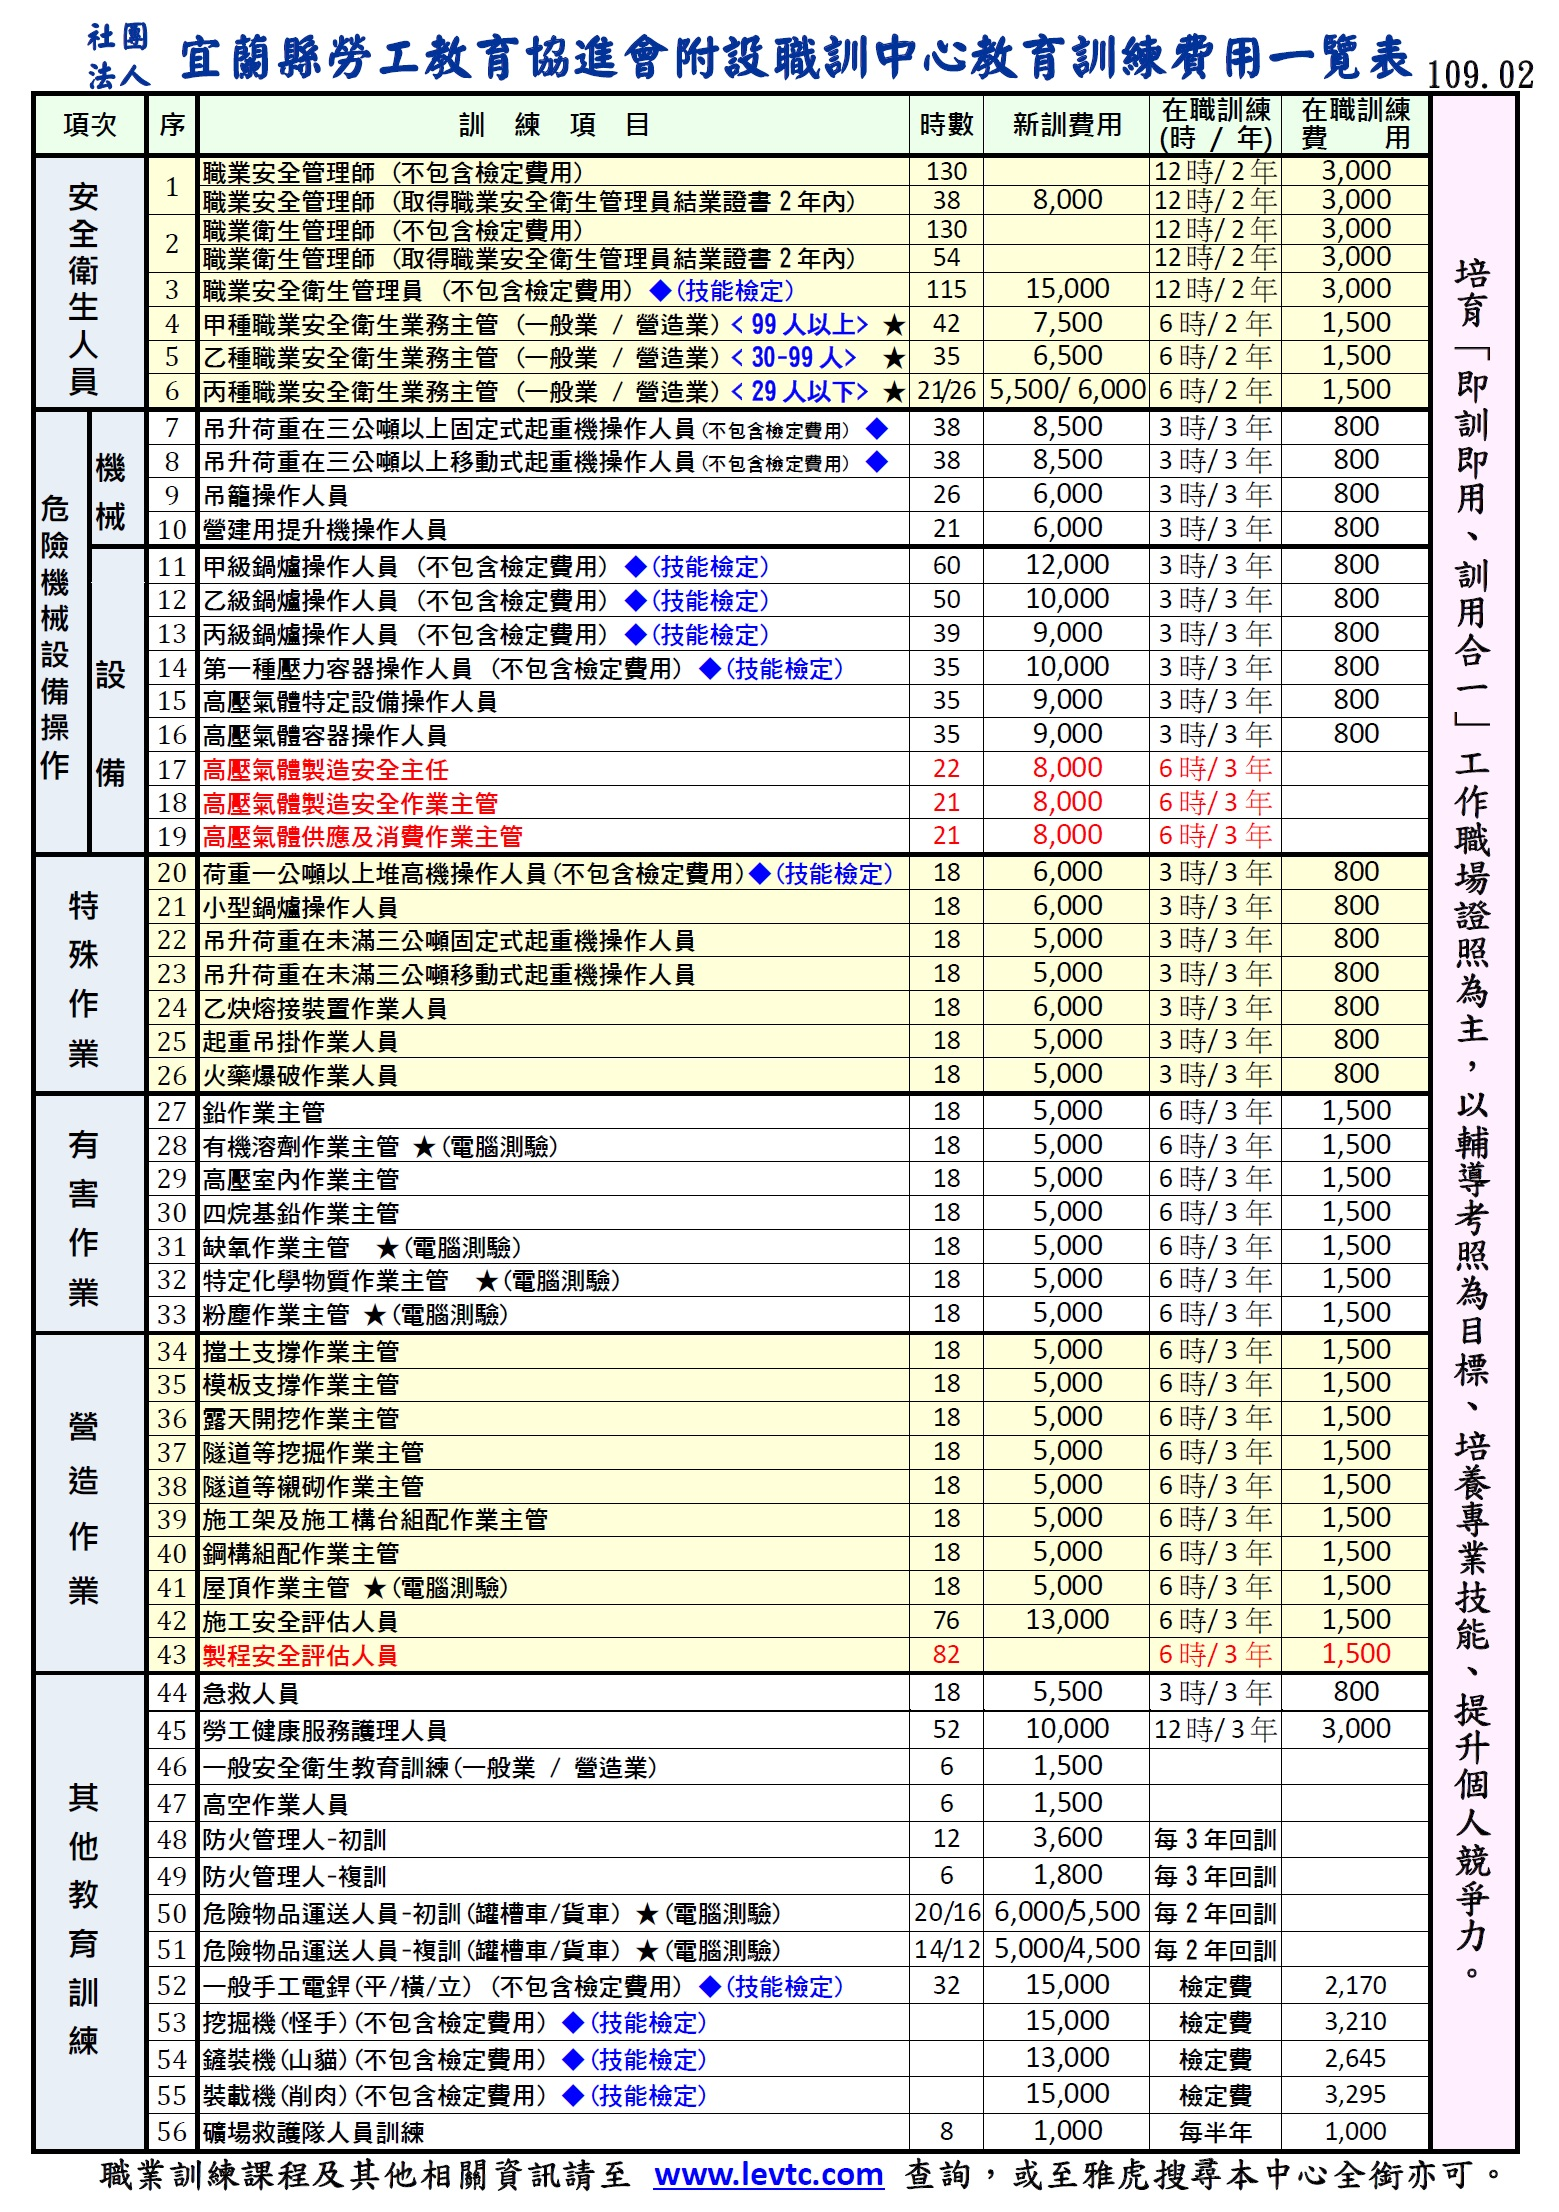 社團法人 宜蘭縣勞工教育協進會附設職訓中心教育訓練費用一覽表 109.02
項次 序 訓 練 項 目 時數 新訓費用 在職訓練(時 / 年) 在職訓練費 用
安全衛生人員
1 職業安全管理師 (不包含檢定費用) 130 12時/2年 3,000
職業安全管理師 (取得職業安全衛生管理員結業證書2年內) 38 8,000 12時/2年 3,000
2 職業衛生管理師 (不包含檢定費用) 130 12時/2年 3,000
職業衛生管理師 (取得職業安全衛生管理員結業證書2年內) 54 12時/2年 3,000
3 職業安全衛生管理員 (不包含檢定費用) ◆(技能檢定) 115 15,000 12時/2年 3,000
4 甲種職業安全衛生業務主管 (一般業 / 營造業) <99人以上> ★ 42 7,500 6時/2年 1,500
5 乙種職業安全衛生業務主管 (一般業 / 營造業) <30-99人> ★ 35 6,500 6時/2年 1,500
6 丙種職業安全衛生業務主管 (一般業 / 營造業) <29人以下> ★ 21/26 5,500/ 6,000 6時/2年 1,500
危險機械設備操作
機械
7 吊升荷重在三公噸以上固定式起重機操作人員(不包含檢定費用) ◆ 38 8,500 3時/3年 800
8 吊升荷重在三公噸以上移動式起重機操作人員(不包含檢定費用) ◆ 38 8,500 3時/3年 800
9 吊籠操作人員 26 6,000 3時/3年 800
10 營建用提升機操作人員 21 6,000 3時/3年 800
設備
11 甲級鍋爐操作人員 (不包含檢定費用) ◆(技能檢定) 60 12,000 3時/3年 800
12 乙級鍋爐操作人員 (不包含檢定費用) ◆(技能檢定) 50 10,000 3時/3年 800
13 丙級鍋爐操作人員 (不包含檢定費用) ◆(技能檢定) 39 9,000 3時/3年 800
14 第一種壓力容器操作人員 (不包含檢定費用) ◆(技能檢定) 35 10,000 3時/3年 800
15 高壓氣體特定設備操作人員 35 9,000 3時/3年 800
16 高壓氣體容器操作人員 35 9,000 3時/3年 800
17 高壓氣體製造安全主任 22 8,000 6時/3年
18 高壓氣體製造安全作業主管 21 8,000 6時/3年
19 高壓氣體供應及消費作業主管 21 8,000 6時/3年
特殊作業
20 荷重一公噸以上堆高機操作人員(不包含檢定費用)◆(技能檢定) 18 6,000 3時/3年 800
21 小型鍋爐操作人員 18 6,000 3時/3年 800
22 吊升荷重在未滿三公噸固定式起重機操作人員 18 5,000 3時/3年 800
23 吊升荷重在未滿三公噸移動式起重機操作人員 18 5,000 3時/3年 800
24 乙炔熔接裝置作業人員 18 6,000 3時/3年 800
25 起重吊掛作業人員 18 5,000 3時/3年 800
26 火藥爆破作業人員 18 5,000 3時/3年 800
有害作業
27 鉛作業主管 18 5,000 6時/3年 1,500
28 有機溶劑作業主管 ★(電腦測驗) 18 5,000 6時/3年 1,500
29 高壓室內作業主管 18 5,000 6時/3年 1,500
30 四烷基鉛作業主管 18 5,000 6時/3年 1,500
31 缺氧作業主管 ★(電腦測驗) 18 5,000 6時/3年 1,500
32 特定化學物質作業主管 ★(電腦測驗) 18 5,000 6時/3年 1,500
33 粉塵作業主管 ★(電腦測驗) 18 5,000 6時/3年 1,500
營造作業
34 擋土支撐作業主管 18 5,000 6時/3年 1,500
35 模板支撐作業主管 18 5,000 6時/3年 1,500
36 露天開挖作業主管 18 5,000 6時/3年 1,500
37 隧道等挖掘作業主管 18 5,000 6時/3年 1,500
38 隧道等襯砌作業主管 18 5,000 6時/3年 1,500
39 施工架及施工構台組配作業主管 18 5,000 6時/3年 1,500
40 鋼構組配作業主管 18 5,000 6時/3年 1,500
41 屋頂作業主管 ★(電腦測驗) 18 5,000 6時/3年 1,500
42 施工安全評估人員 76 13,000 6時/3年 1,500
43 製程安全評估人員 82 6時/3年 1,500
其他教育訓練
44 急救人員 18 5,500 3時/3年 800
45 勞工健康服務護理人員 52 10,000 12時/3年 3,000
46 一般安全衛生教育訓練(一般業 / 營造業) 6 1,500
47 高空作業人員 6 1,500
48 防火管理人-初訓 12 3,600 每3年回訓
49 防火管理人-複訓 6 1,800 每3年回訓
50 危險物品運送人員-初訓(罐槽車/貨車) ★(電腦測驗) 20/16 6,000/5,500 每2年回訓
51 危險物品運送人員-複訓(罐槽車/貨車) ★(電腦測驗) 14/12 5,000/4,500 每2年回訓
52 一般手工電銲(平/橫/立) (不包含檢定費用) ◆(技能檢定) 32 15,000 檢定費 2,170
53 挖掘機(怪手)(不包含檢定費用) ◆(技能檢定) 15,000 檢定費 3,210
54 鏟裝機(山貓)(不包含檢定費用) ◆(技能檢定) 13,000 檢定費 2,645
55 裝載機(削肉)(不包含檢定費用) ◆(技能檢定) 15,000 檢定費 3,295
56 礦場救護隊人員訓練 8 1,000 每半年 1,000
培育「即訓即用、訓用合一」工作職場證照為主，以輔導考照為目標、培養專業技能、提升個人競爭力。
職業訓練課程及其他相關資訊請至 www.levtc.com 查詢，或至雅虎搜尋本中心全銜亦可。